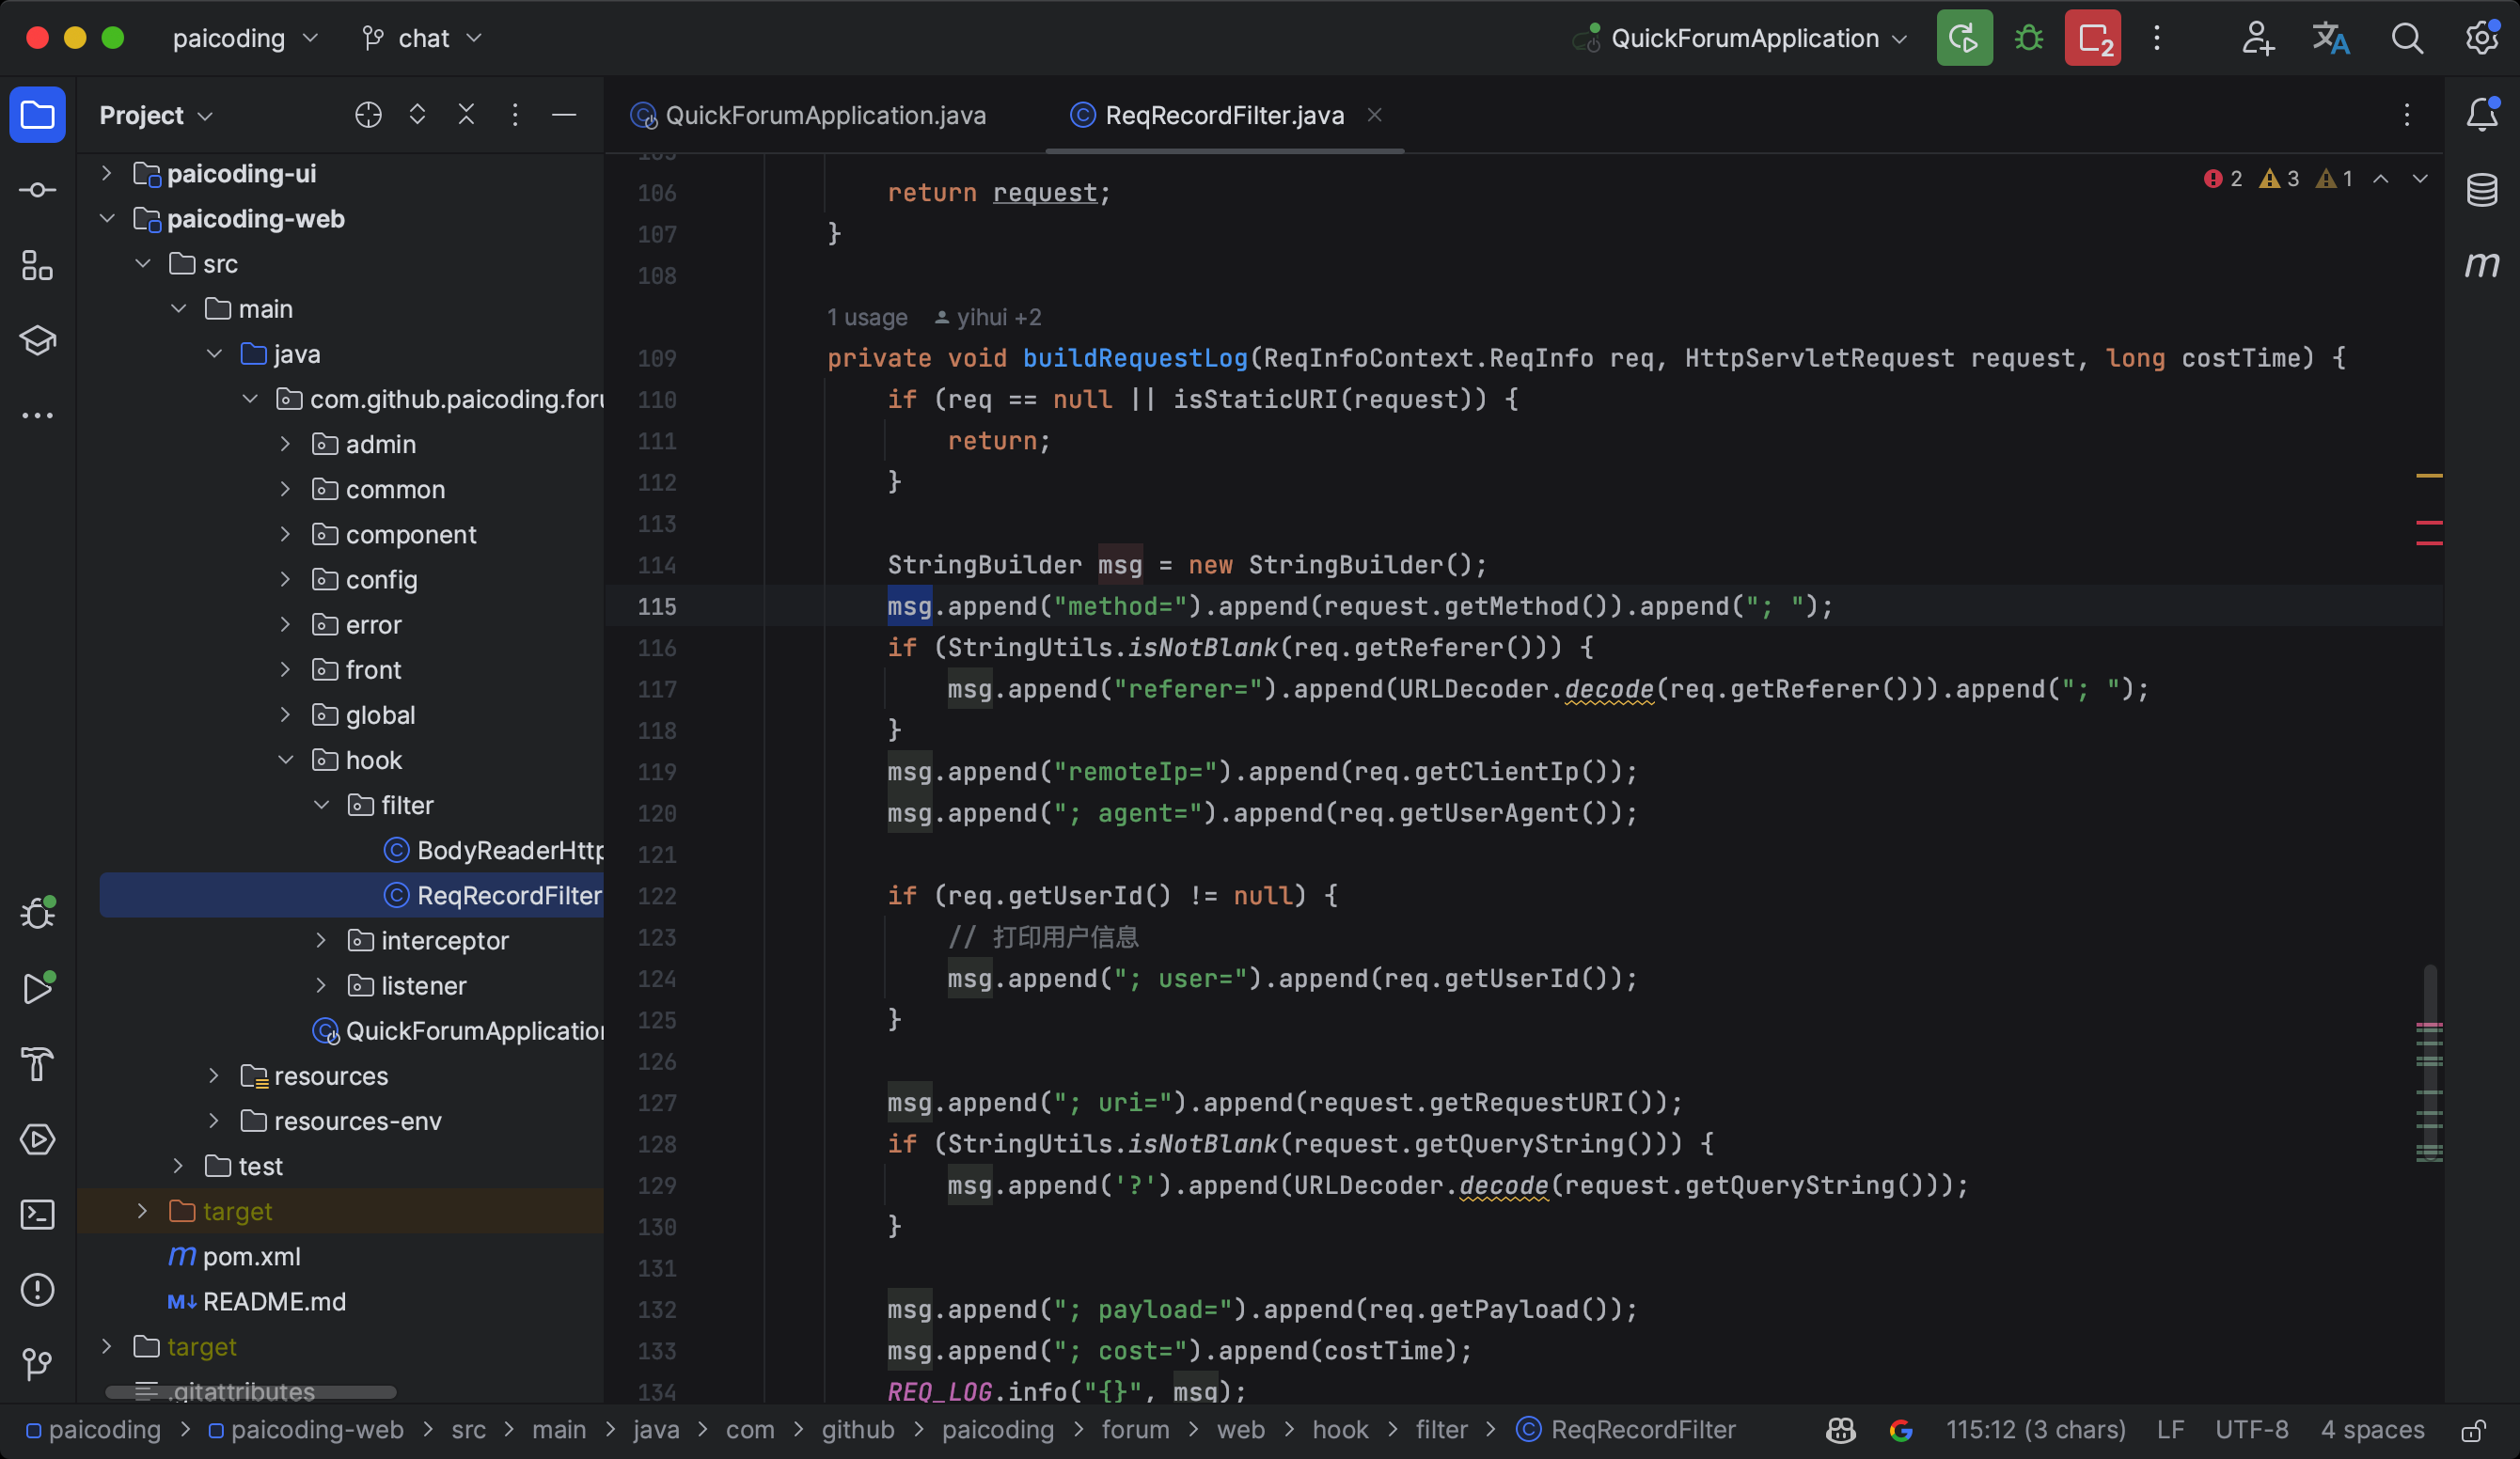 paicoding
chat
QuickForumApplication
2
Project
QuickForumApplication.java
ReqRecordFilter.java
paicoding-ui
paicoding-web
src
main
java
com.github.paicoding.foru
admin
common
component
config
error
front
global
hook
filter
BodyReaderHttp
ReqRecordFilter
interceptor
listener
QuickForumApplication
resources
resources-env
test
target
pom.xml
README.md
target
.gitattributes
2 3 1
106 return request;
107 }
108
1 usage yihui +2
109 private void buildRequestLog(ReqInfoContext.ReqInfo req, HttpServletRequest request, long costTime) {
110 if (req == null || isStaticURI(request)) {
111 return;
112 }
113
114 StringBuilder msg = new StringBuilder();
115 msg.append("method=").append(request.getMethod()).append("; ");
116 if (StringUtils.isNotBlank(req.getReferer())) {
117 msg.append("referer=").append(URLDecoder.decode(req.getReferer())).append("; ");
118 }
119 msg.append("remoteIp=").append(req.getClientIp());
120 msg.append("; agent=").append(req.getUserAgent());
121
122 if (req.getUserId() != null) {
123 // 打印用户信息
124 msg.append("; user=").append(req.getUserId());
125 }
126
127 msg.append("; uri=").append(request.getRequestURI());
128 if (StringUtils.isNotBlank(request.getQueryString())) {
129 msg.append('?').append(URLDecoder.decode(request.getQueryString()));
130 }
131
132 msg.append("; payload=").append(req.getPayload());
133 msg.append("; cost=").append(costTime);
134 REQ_LOG.info("{}", msg);
paicoding > paicoding-web > src > main > java > com > github > paicoding > forum > web > hook > filter > ReqRecordFilter
115:12 (3 chars) LF UTF-8 4 spaces